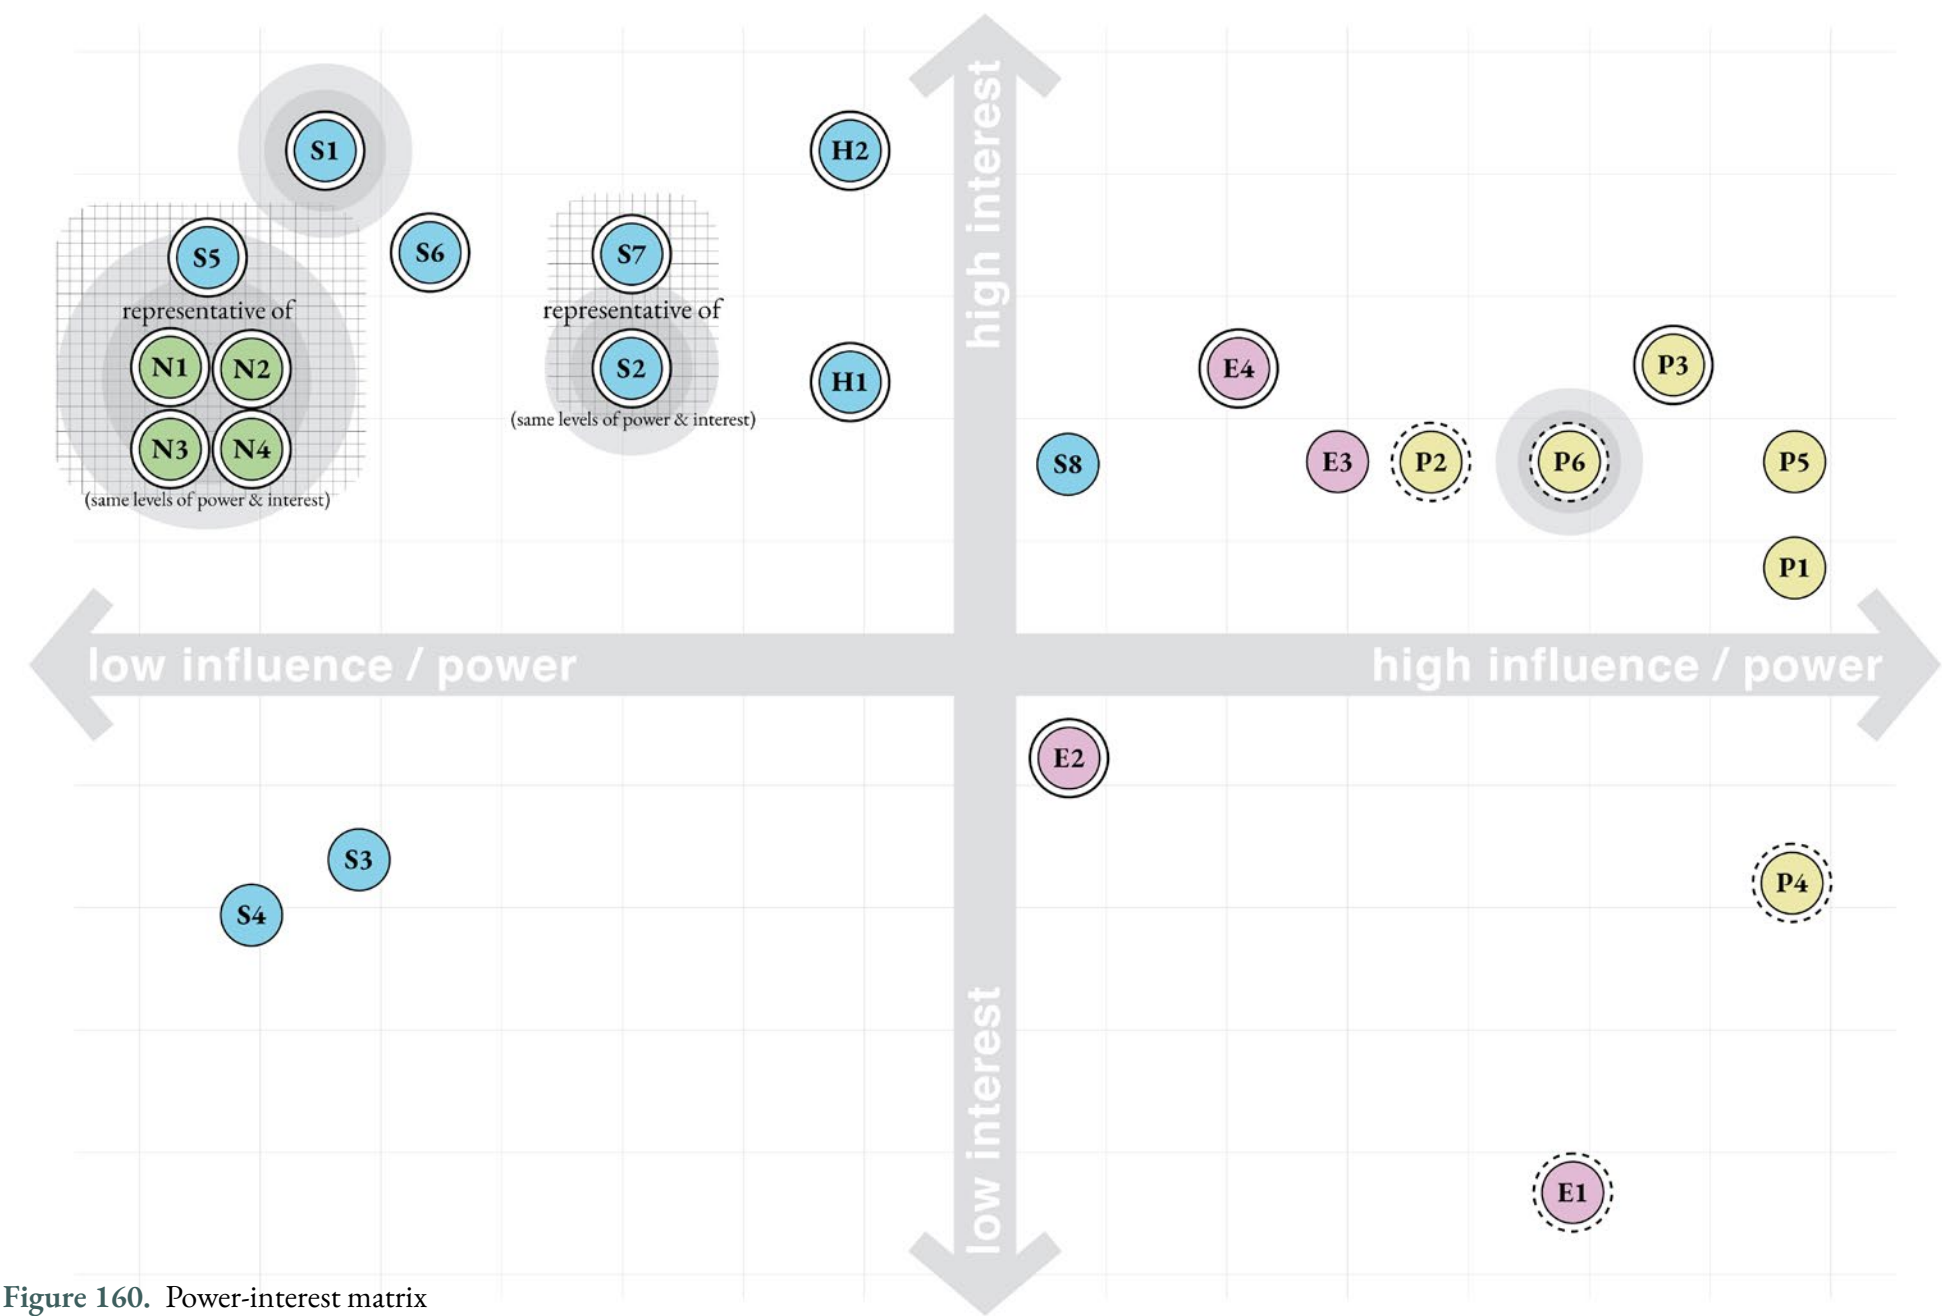 high interest
S1
H2
S5
S6
S7
representative of
representative of
N1
N2
S2
H1
E4
P3
(same levels of power & interest)
N3
N4
S8
E3
P2
P6
P5
(same levels of power & interest)
P1
low influence / power
high influence / power
E2
S3
P4
S4
low interest
E1
Figure 160. Power-interest matrix